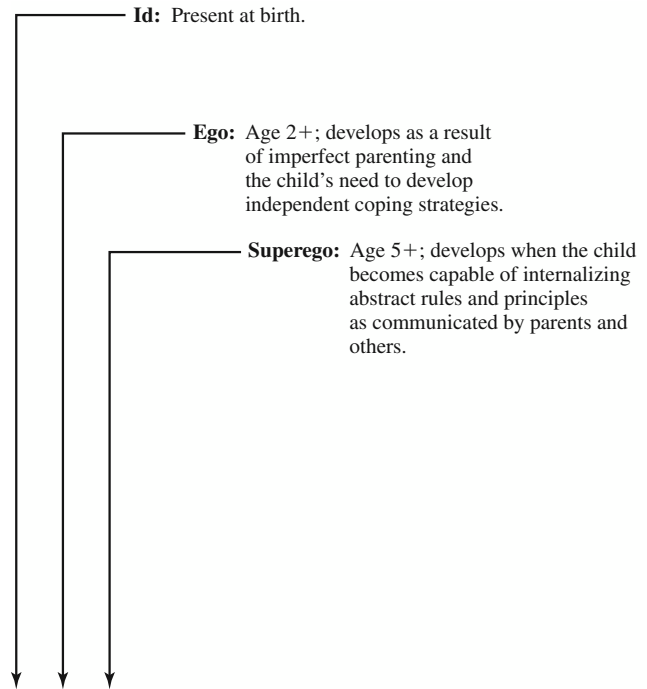 Id: Present at birth.
Ego: Age 2+; develops as a result
of imperfect parenting and
the child’s need to develop
independent coping strategies.
Superego: Age 5+; develops when the child
becomes capable of internalizing
abstract rules and principles
as communicated by parents and
others.